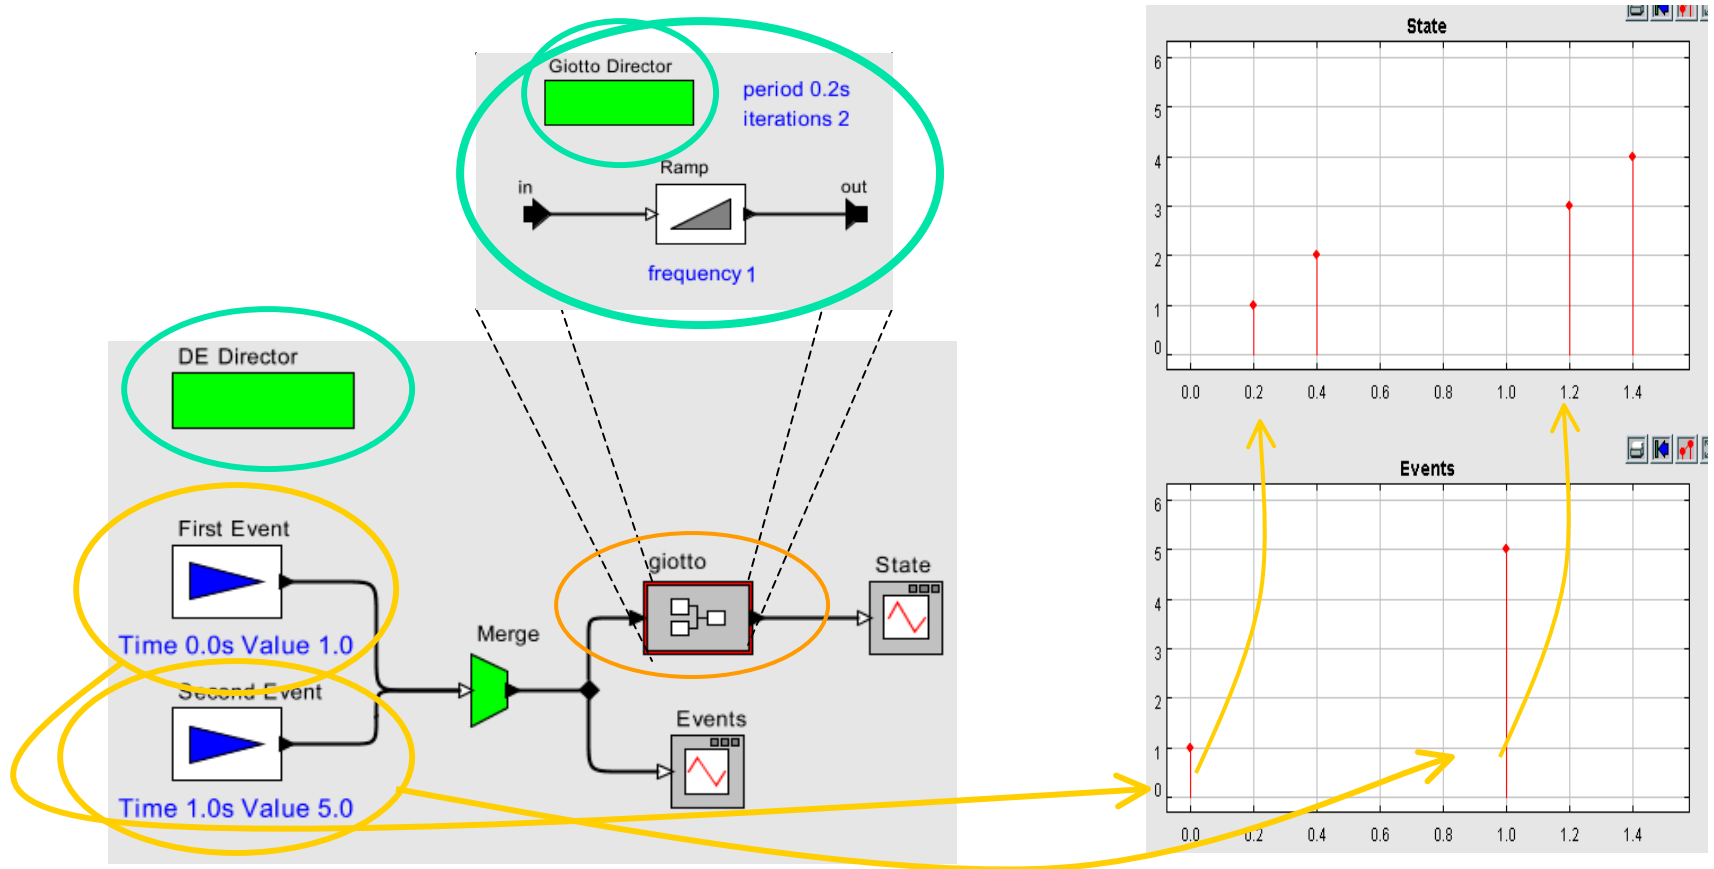 Giotto Director
period 0.2s
iterations 2
Ramp
in
out
frequency 1
DE Director
First Event
Time 0.0s Value 1.0
Second Event
Time 1.0s Value 5.0
Merge
giotto
State
Events
State
6
5
4
3
2
1
0
0.0 0.2 0.4 0.6 0.8 1.0 1.2 1.4
Events
6
5
4
3
2
1
0
0.0 0.2 0.4 0.6 0.8 1.0 1.2 1.4